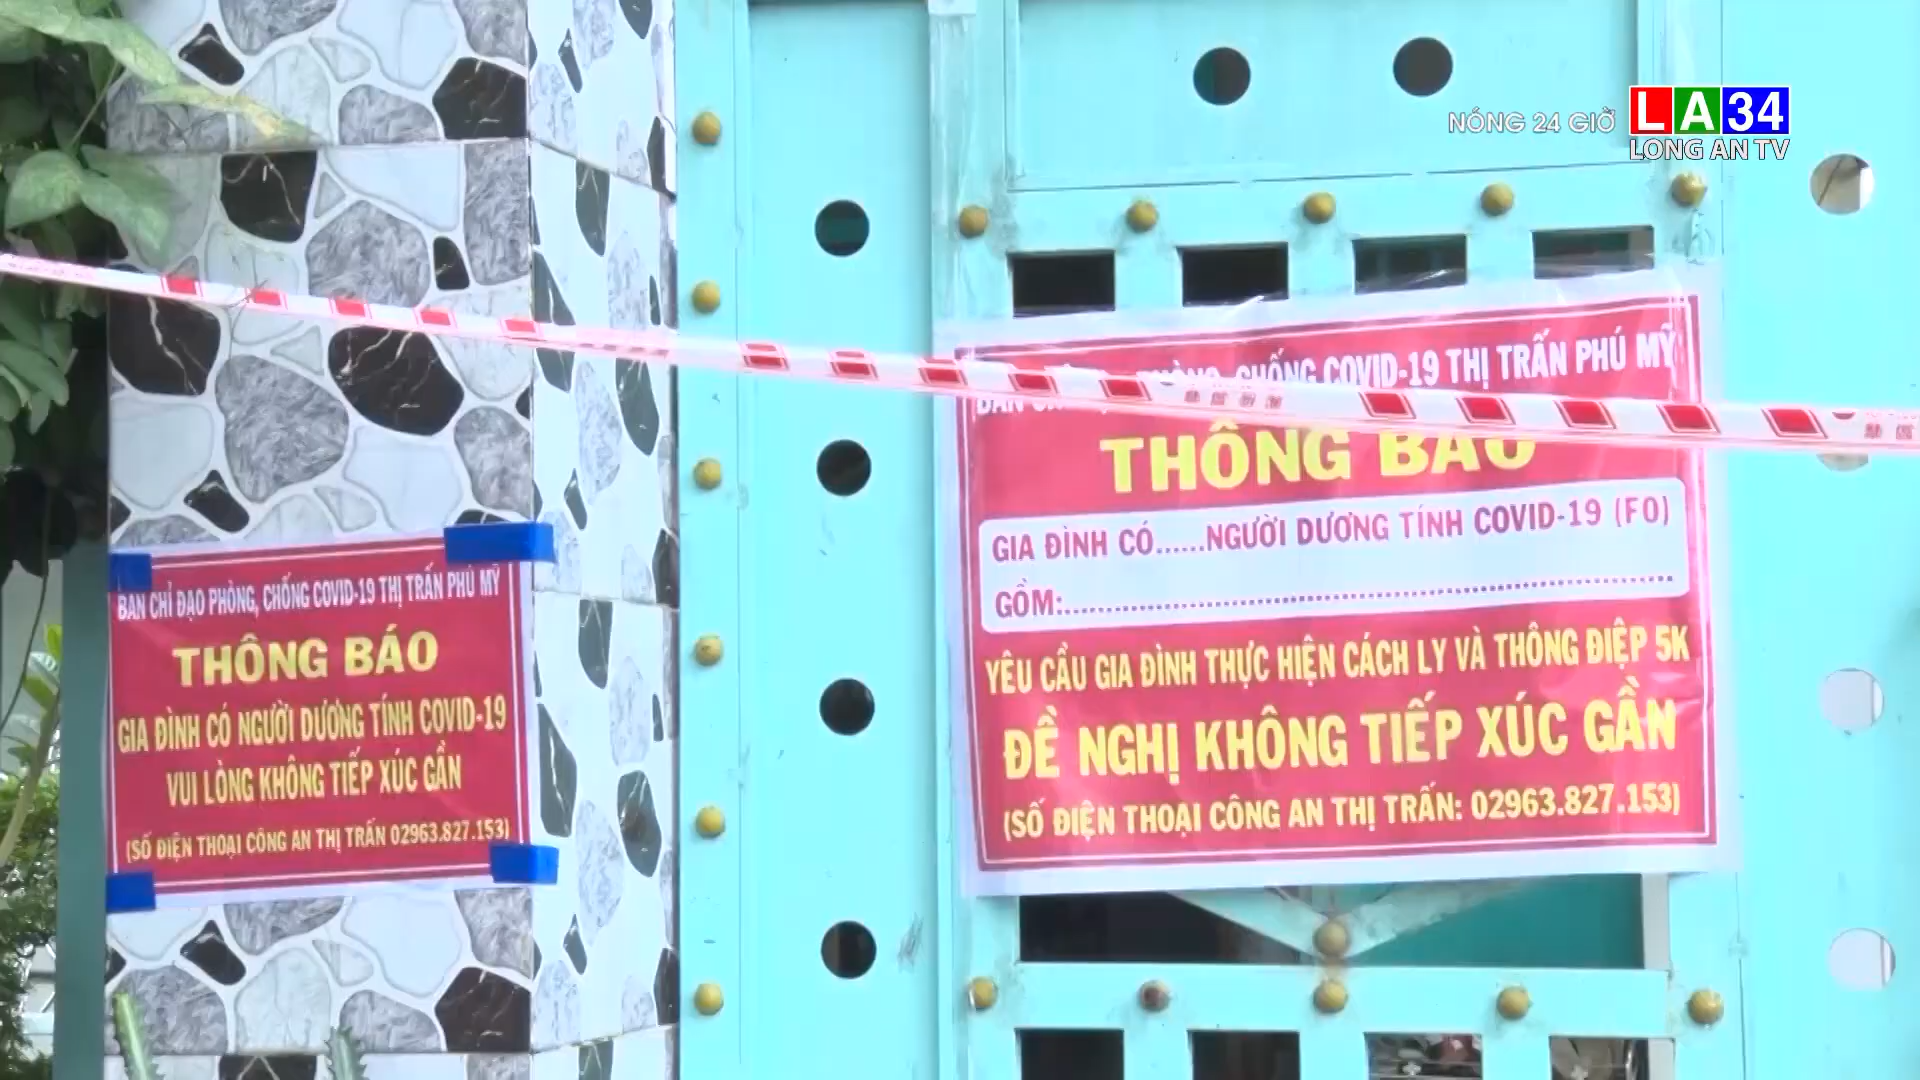 NÓNG 24 GIỜ LA34
LONG AN TV
BAN CHỈ ĐẠO PHÒNG, CHỐNG COVID-19 THỊ TRẤN PHÚ MỸ
THÔNG BÁO
GIA ĐÌNH CÓ NGƯỜI DƯƠNG TÍNH COVID-19
VUI LÒNG KHÔNG TIẾP XÚC GẦN
(SỐ ĐIỆN THOẠI CÔNG AN THỊ TRẤN 02963.827.153)
PHÒNG, CHỐNG COVID-19 THỊ TRẤN PHÚ MỸ
THÔNG BÁO
GIA ĐÌNH CÓ......NGƯỜI DƯƠNG TÍNH COVID-19 (F0)
GỒM:..........................................................
YÊU CẦU GIA ĐÌNH THỰC HIỆN CÁCH LY VÀ THÔNG ĐIỆP 5K
ĐỀ NGHỊ KHÔNG TIẾP XÚC GẦN
(SỐ ĐIỆN THOẠI CÔNG AN THỊ TRẤN: 02963.827.153)